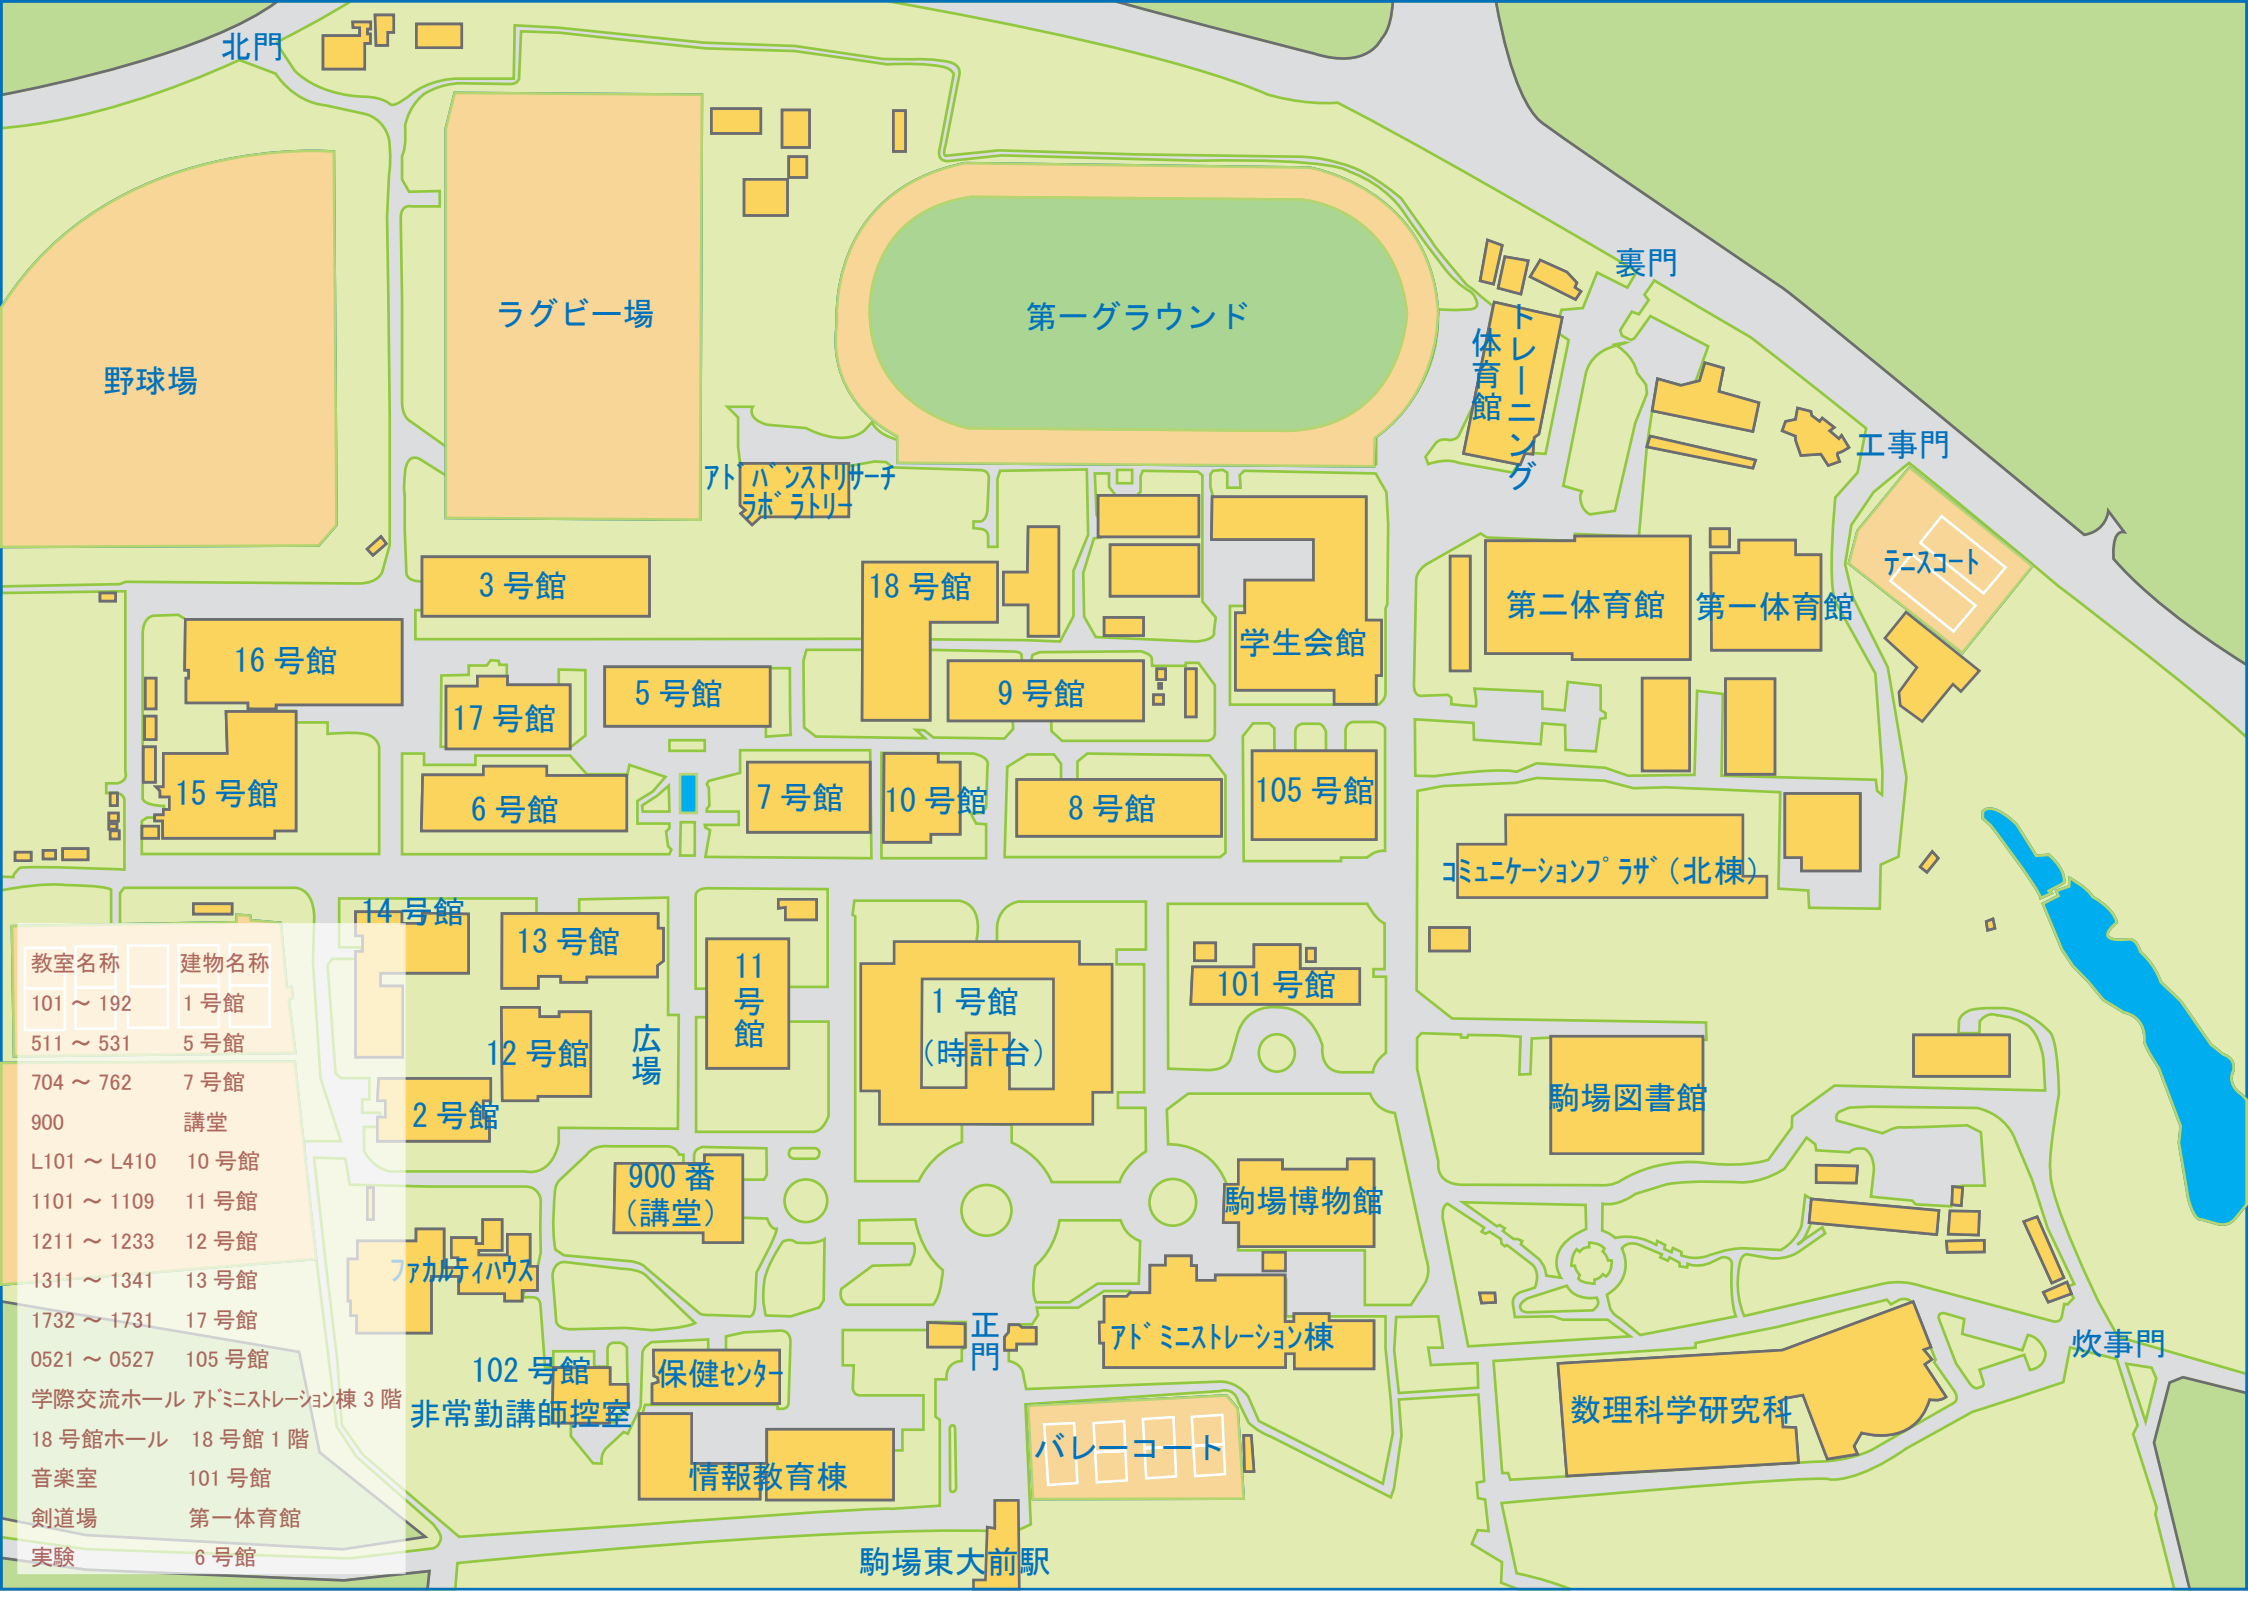 北門
裏門
ラグビー場
第一グラウンド
トレーニング
体育館
野球場
工事門
アドバンストリサーチ
ラボラトリー
テニスコート
3 号館
18 号館
第二体育館
第一体育館
学生会館
16 号館
17 号館
5 号館
9 号館
15 号館
6 号館
7 号館
10 号館
8 号館
105 号館
コミュニケーションプラザ(北棟)
14 号館
13 号館
11
号
館
1 号館
(時計台)
101 号館
12 号館
広
場
2 号館
駒場図書館
900 番
(講堂)
駒場博物館
ファカルティハウス
正
門
アドミニストレーション棟
炊事門
102 号館
非常勤講師控室
保健センター
数理科学研究科
バレーコート
情報教育棟
駒場東大前駅
教室名称 建物名称
101 ～ 192 1 号館
511 ～ 531 5 号館
704 ～ 762 7 号館
900 講堂
L101 ～ L410 10 号館
1101 ～ 1109 11 号館
1211 ～ 1233 12 号館
1311 ～ 1341 13 号館
1732 ～ 1731 17 号館
0521 ～ 0527 105 号館
学際交流ホール アドミニストレーション棟 3 階
18 号館ホール 18 号館 1 階
音楽室 101 号館
剣道場 第一体育館
実験 6 号館